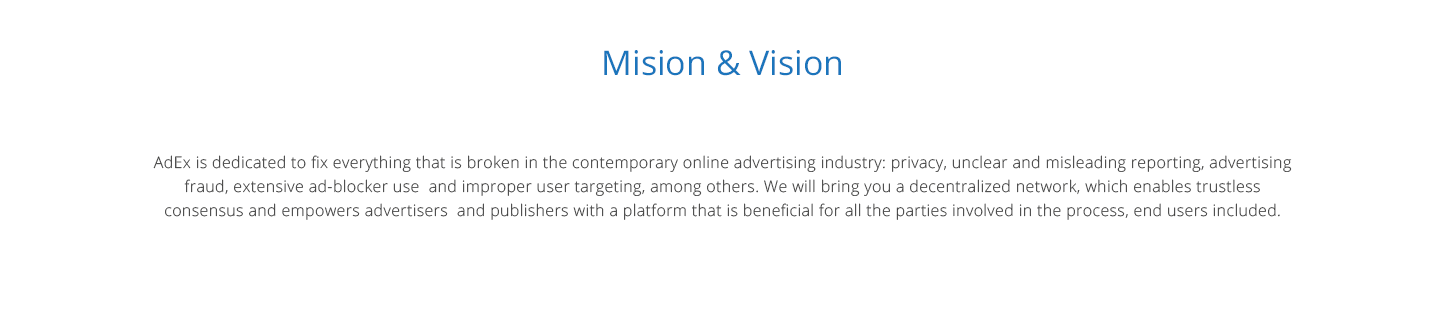 Mision & Vision
AdEx is dedicated to fix everything that is broken in the contemporary online advertising industry: privacy, unclear and misleading reporting, advertising
fraud, extensive ad-blocker use  and improper user targeting, among others. We will bring you a decentralized network, which enables trustless
consensus and empowers advertisers  and publishers with a platform that is beneficial for all the parties involved in the process, end users included.